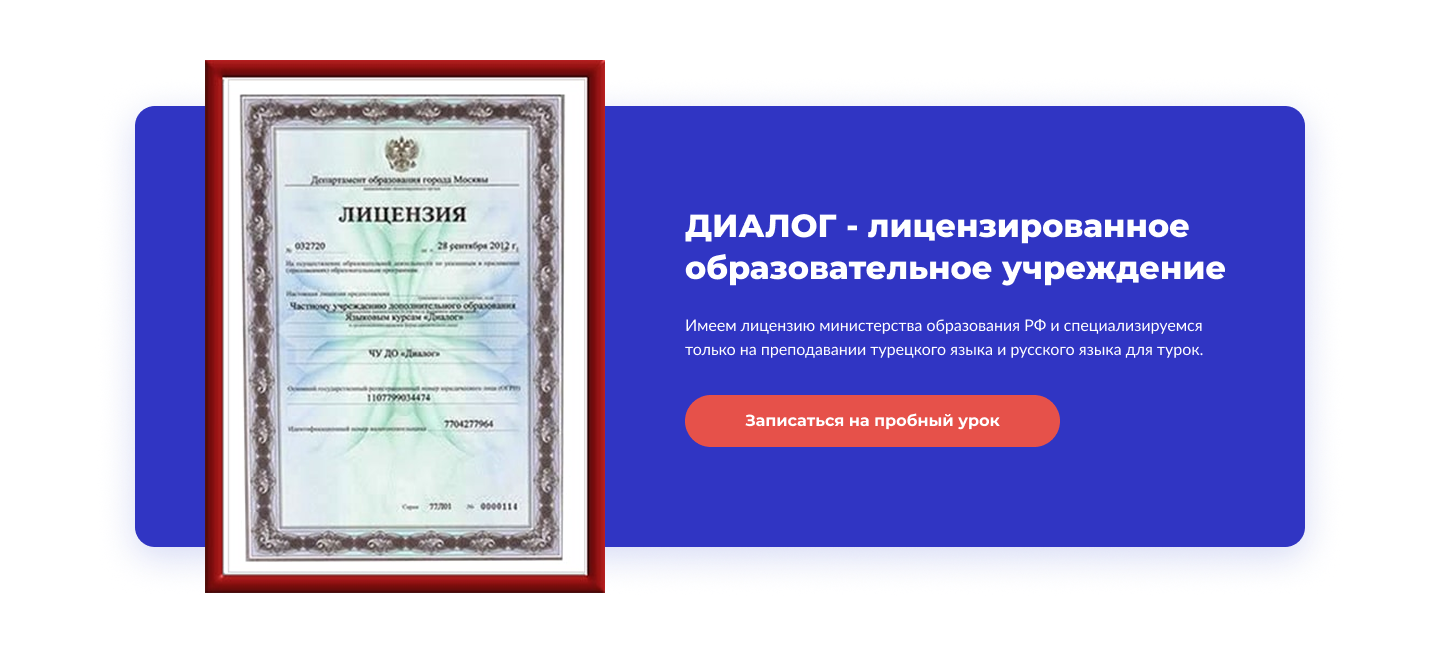 Департамент образования города Москвы
ЛИЦЕНЗИЯ
№ 032720 28 сентября 2012 г.
На осуществление образовательной деятельности по указанным в приложении
(приложениях) образовательным программам
Настоящая лицензия предоставлена
Частному учреждению дополнительного образования
Языковым курсам «Диалог»
ЧУ ДО «Диалог»
Основной государственный регистрационный номер юридического лица (ОГРН)
1107799034474
Идентификационный номер налогоплательщика 7704277964
Серия 77Л01 № 0000114
ДИАЛОГ - лицензированное
образовательное учреждение
Имеем лицензию министерства образования РФ и специализируемся
только на преподавании турецкого языка и русского языка для турок.
Записаться на пробный урок